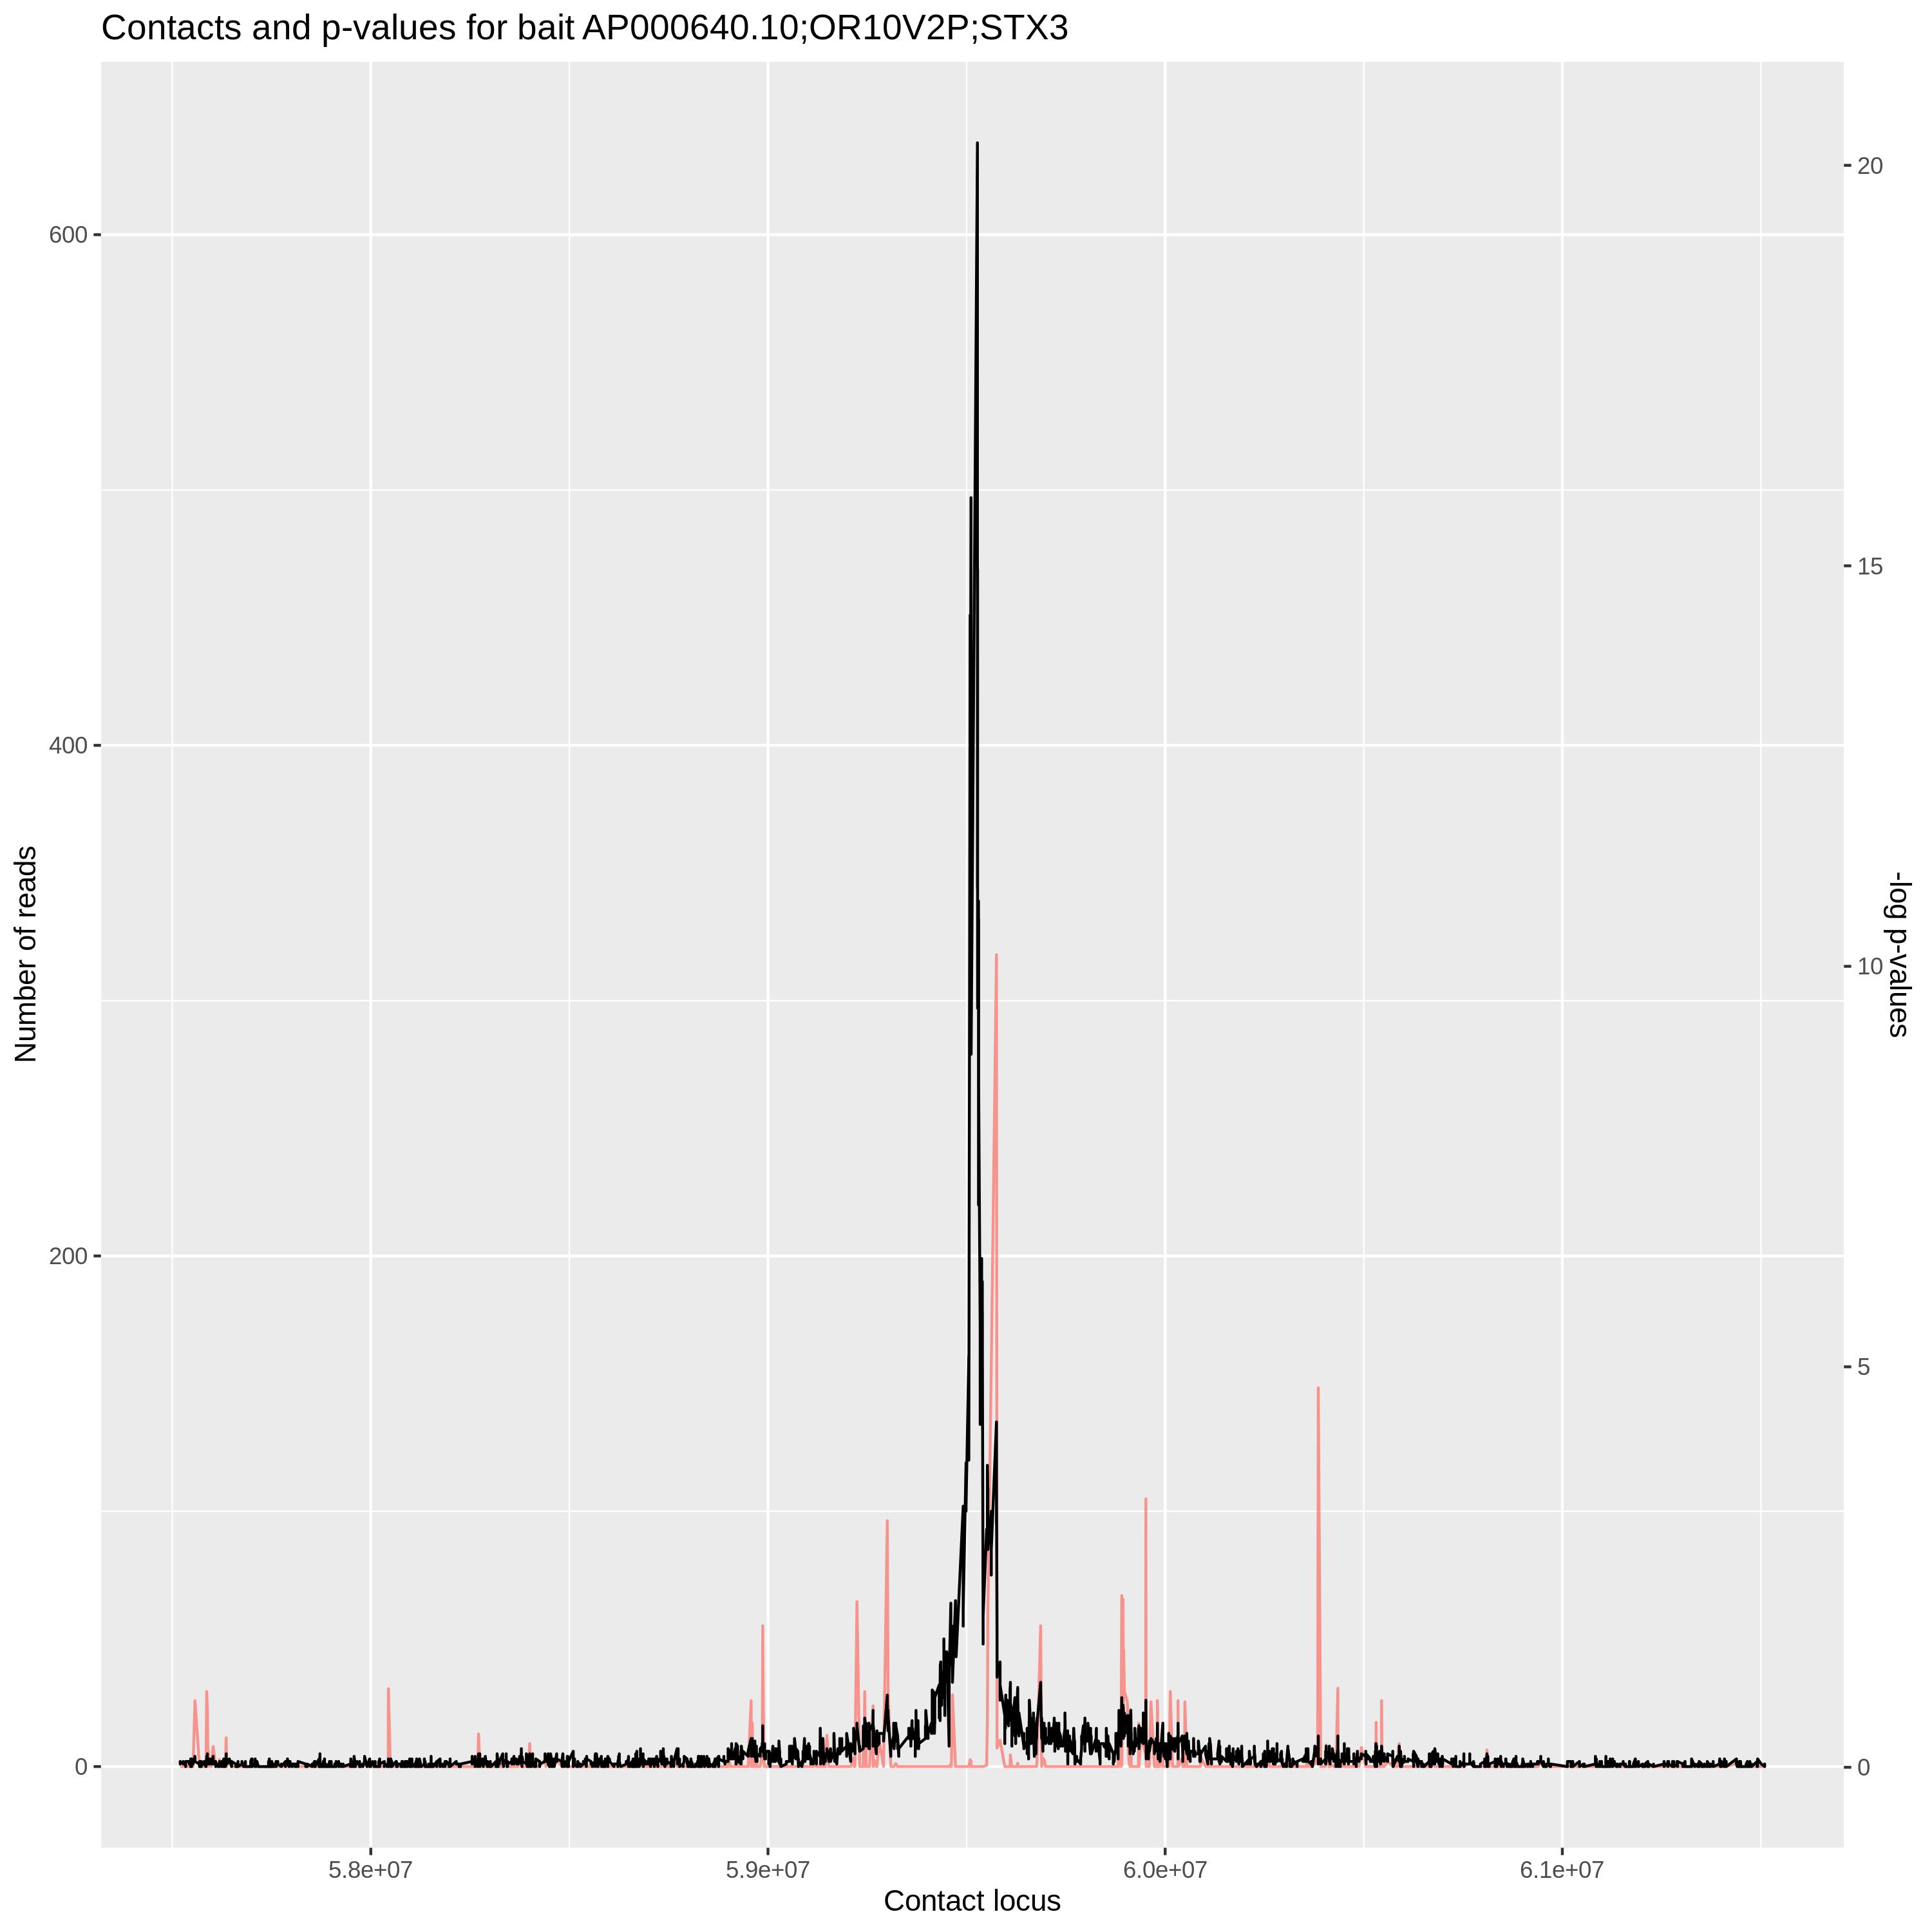 Contacts and p-values for bait AP000640.10;OR10V2P;STX3
Number of reads
600
400
200
0
20
15
10
5
0
-log p-values
5.8e+07
5.9e+07
6.0e+07
6.1e+07
Contact locus